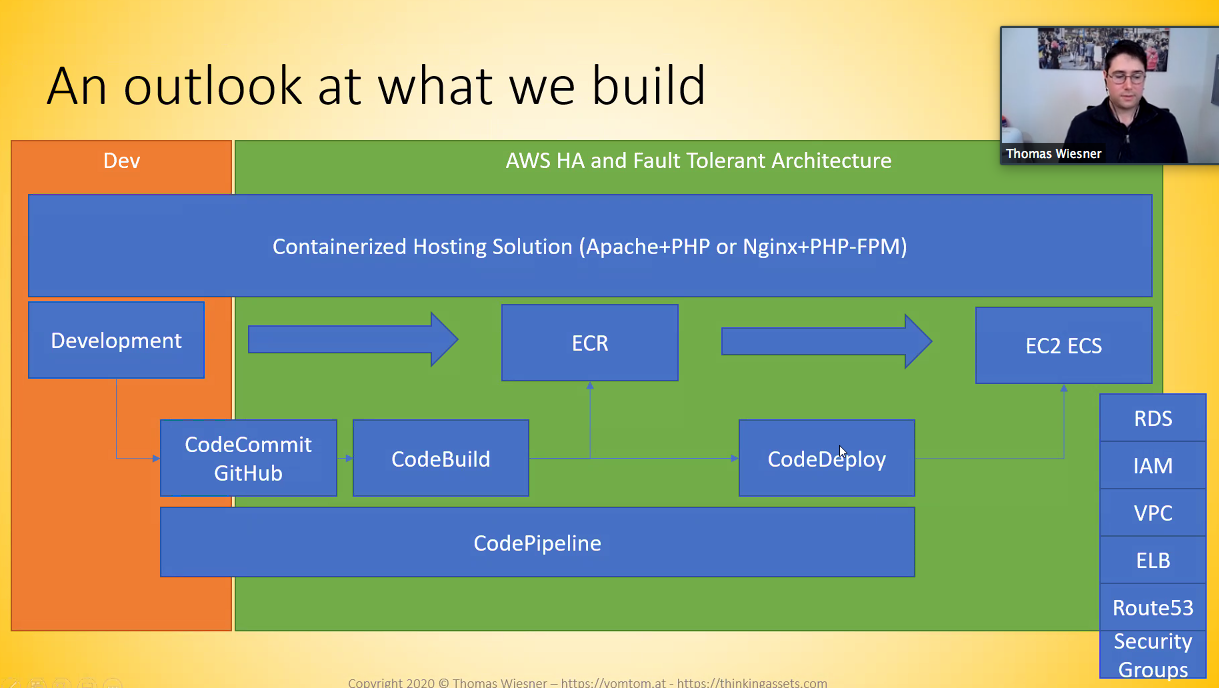 An outlook at what we build
Thomas Wiesner
Dev
AWS HA and Fault Tolerant Architecture
Containerized Hosting Solution (Apache+PHP or Nginx+PHP-FPM)
Development
ECR
EC2 ECS
CodeCommit
GitHub
CodeBuild
CodeDeploy
CodePipeline
RDS
IAM
VPC
ELB
Route53
Security
Groups
Copyright 2020 © Thomas Wiesner – https://vomtom.at - https://thinkingassets.com